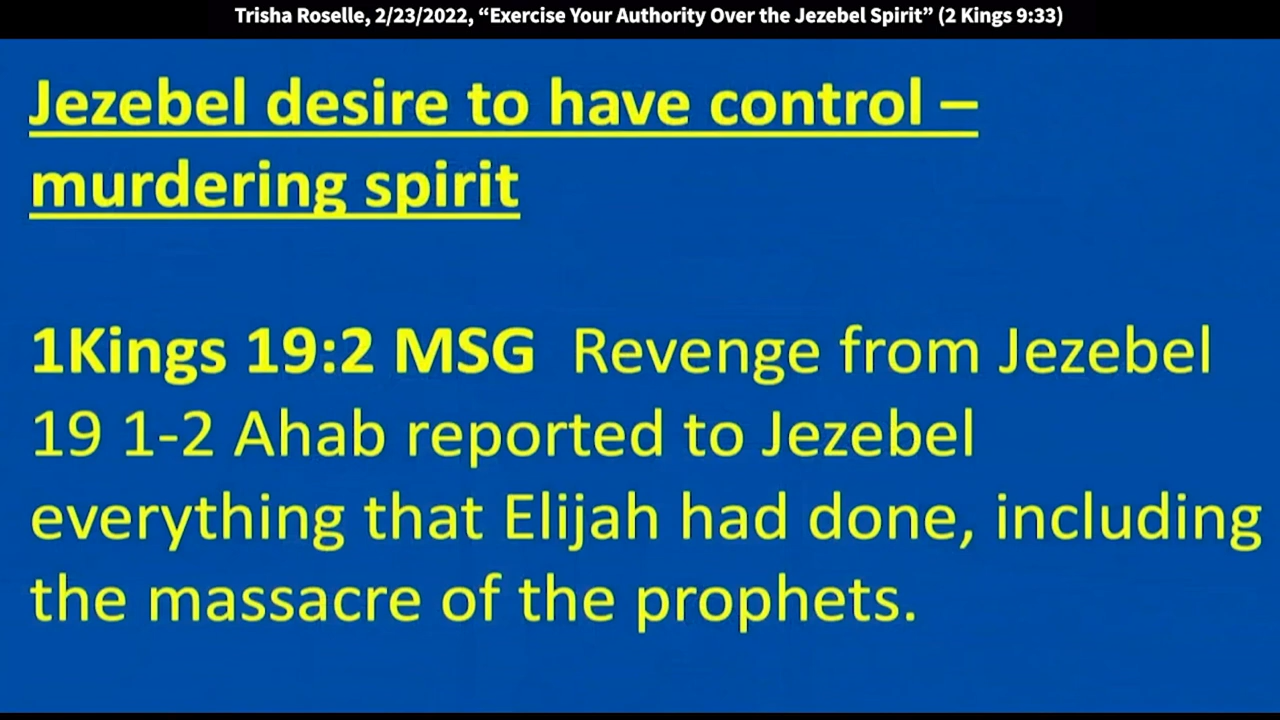 Trisha Roselle, 2/23/2022, “Exercise Your Authority Over the Jezebel Spirit” (2 Kings 9:33)
Jezebel desire to have control –
murdering spirit
1Kings 19:2 MSG  Revenge from Jezebel
19 1-2 Ahab reported to Jezebel
everything that Elijah had done, including
the massacre of the prophets.